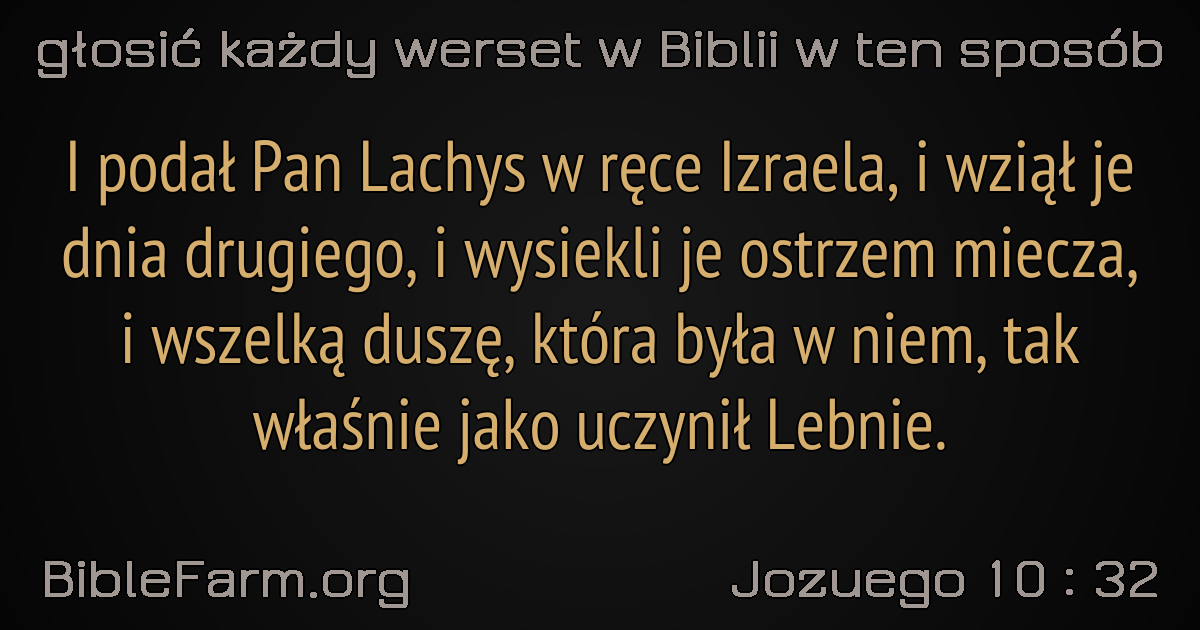 głosić każdy werset w Biblii w ten sposób
I podał Pan Lachys w ręce Izraela, i wziął je
dnia drugiego, i wysiekli je ostrzem miecza,
i wszelką duszę, która była w niem, tak
właśnie jako uczynił Lebnie.
BibleFarm.org
Jozuego 10 : 32